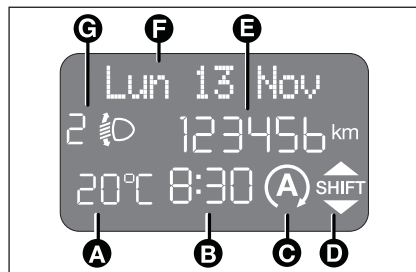 G F E
Lun 13 Nov
2 123456 km
20°C 8:30 A SHIFT
A B C D